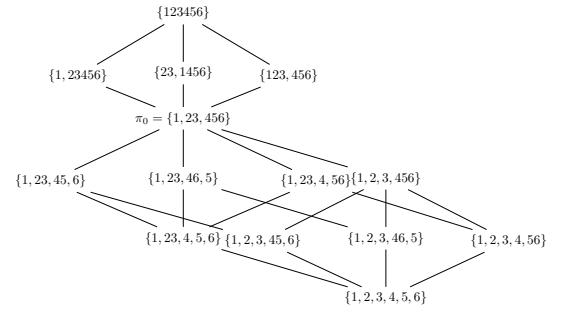 {123456}
{1, 23456} {23, 1456} {123, 456}
π₀ = {1, 23, 456}
{1, 23, 45, 6} {1, 23, 46, 5} {1, 23, 4, 56} {1, 2, 3, 456}
{1, 23, 4, 5, 6} {1, 2, 3, 45, 6} {1, 2, 3, 46, 5} {1, 2, 3, 4, 56}
{1, 2, 3, 4, 5, 6}